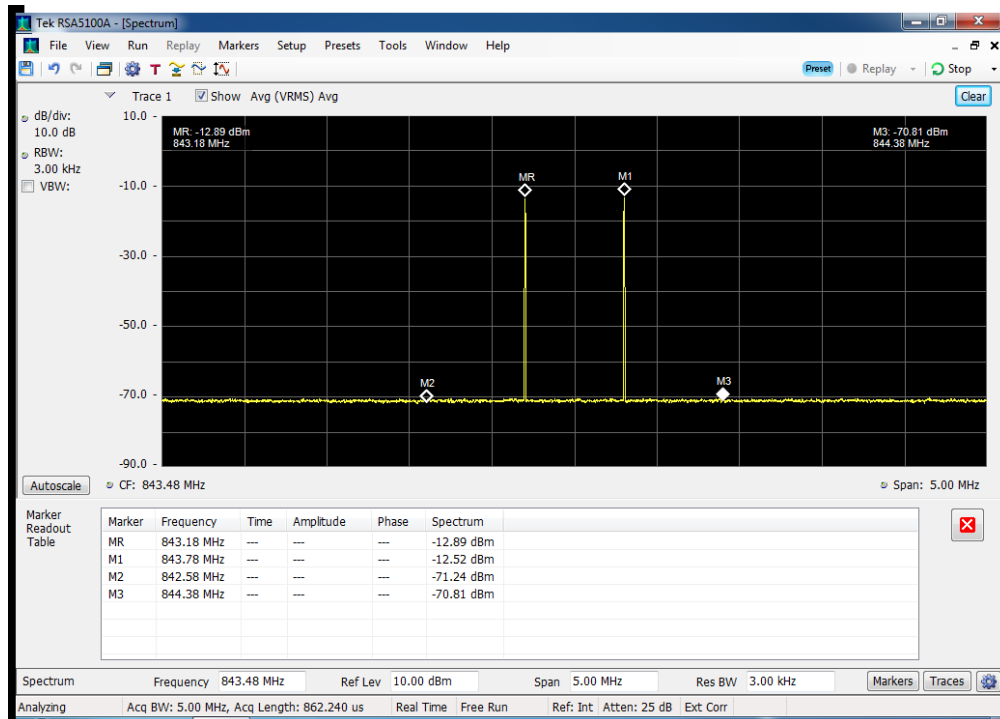 Tek RSA5100A - [Spectrum]
File View Run Replay Markers Setup Presets Tools Window Help
T Preset Replay Stop
Trace 1 Show Avg (VRMS) Avg Clear
dB/div:
10.0 dB
RBW:
3.00 kHz
VBW:
10.0
-10.0
-30.0
-50.0
-70.0
-90.0
MR: -12.89 dBm
843.18 MHz
M3: -70.81 dBm
844.38 MHz
MR M1
M2 M3
Autoscale CF: 843.48 MHz Span: 5.00 MHz
Marker
Readout
Table
Marker Frequency Time Amplitude Phase Spectrum
MR 843.18 MHz --- --- --- -12.89 dBm
M1 843.78 MHz --- --- --- -12.52 dBm
M2 842.58 MHz --- --- --- -71.24 dBm
M3 844.38 MHz --- --- --- -70.81 dBm
Spectrum Frequency 843.48 MHz Ref Lev 10.00 dBm Span 5.00 MHz Res BW 3.00 kHz Markers Traces
Analyzing Acq BW: 5.00 MHz, Acq Length: 862.240 us Real Time Free Run Ref: Int Atten: 25 dB Ext Corr